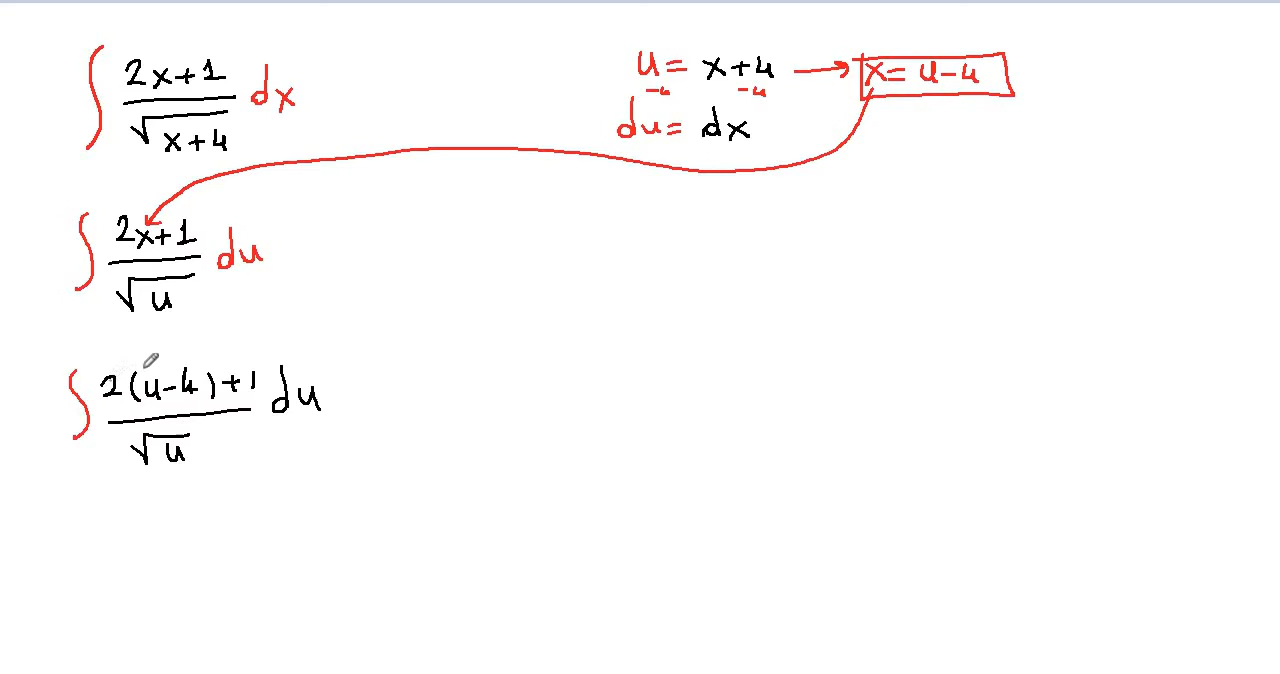 ∫ (2x+1)/√(x+4) dx
u = x+4 → x = u-4
-4 -4
du = dx
∫ (2x+1)/√u du
∫ (2(u-4)+1)/√u du